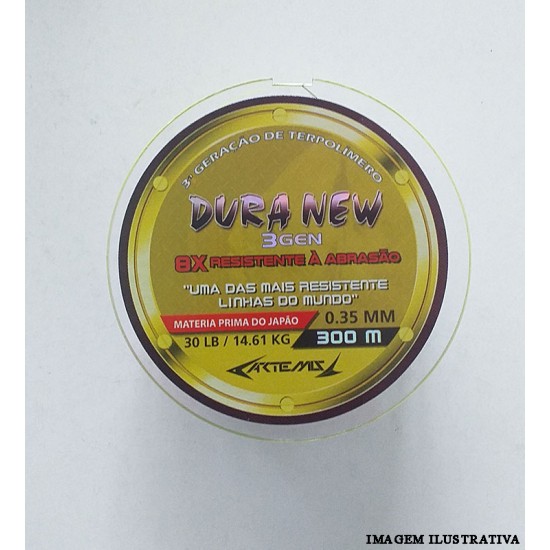 3ª GERAÇÃO DE TERPOLIMERO
DURA NEW
3GEN
8X RESISTENTE À ABRASÃO
"UMA DAS MAIS RESISTENTE
LINHAS DO MUNDO"
MATERIA PRIMA DO JAPÃO
0.35 MM
30 LB / 14.61 KG
300 M
ARTEMIS
IMAGEM ILUSTRATIVA